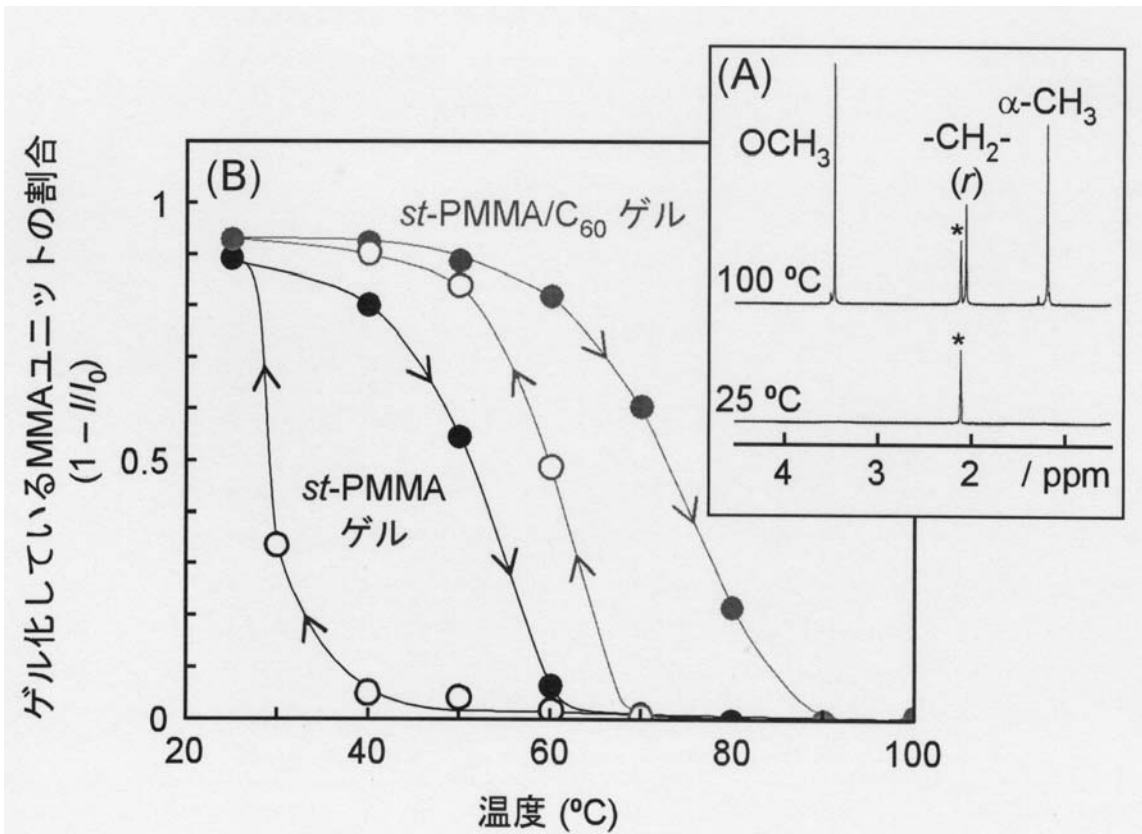 ゲル化しているMMAユニットの割合
(1 − I/I₀)
(B)
st-PMMA/C₆₀ ゲル
st-PMMA
ゲル
1
0.5
0
20
40
60
80
100
温度 (ºC)
(A)
OCH₃
-CH₂-
(r)
α-CH₃
*
100 ºC
*
25 ºC
4
3
2
/ ppm